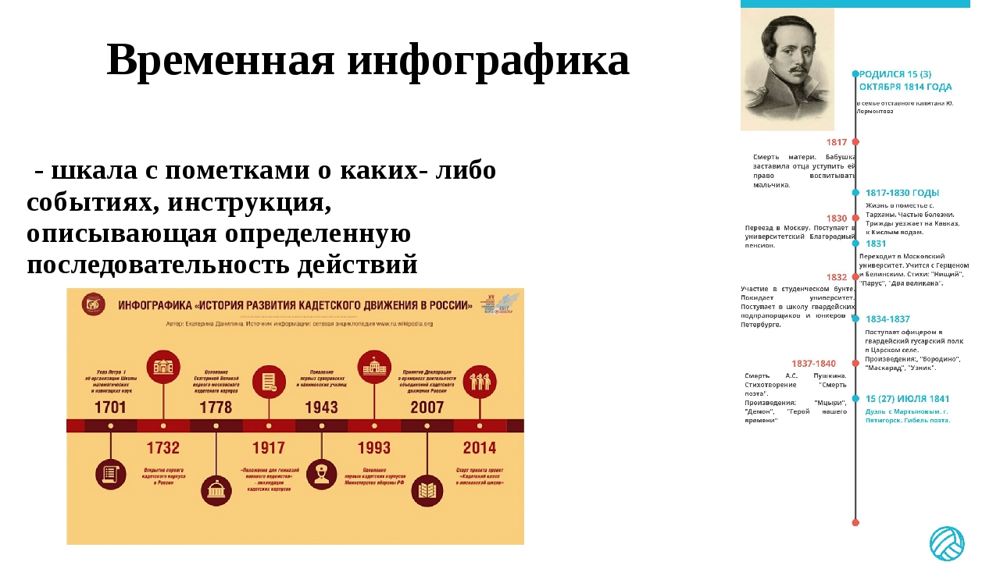 Временная инфографика
- шкала с пометками о каких- либо
событиях, инструкция,
описывающая определенную
последовательность действий
ИНФОГРАФИКА «ИСТОРИЯ РАЗВИТИЯ КАДЕТСКОГО ДВИЖЕНИЯ В РОССИИ»
Автор: Екатерина Данилина. Источник информации: сетевая энциклопедия www.ru.wikipedia.org
Указ Петра I
об организации Школы
математических
и навигацких наук
1701
Основание
Екатериной Великой
первого московского
кадетского корпуса
1778
Появление
первых суворовских
и нахимовских училищ
1943
Принятие Декларации
о принципах деятельности
объединений кадетского
движения России
2007
1732
Открытие первого
кадетского корпуса
в России
1917
«Положение для гимназий
военного ведомства»
- ликвидация
кадетских корпусов
1993
Появление
первых кадетских корпусов
Министерства обороны РФ
2014
Старт проекта проект
«Кадетский класс
в московской школе»
РОДИЛСЯ 15 (3)
ОКТЯБРЯ 1814 ГОДА
в семье отставного капитана Ю.
Лермонтова
1817
Смерть матери. Бабушка
заставила отца уступить ей
право воспитывать
мальчика.
1817-1830 ГОДЫ
Жизнь в поместье с.
Тарханы. Частые болезни.
Трижды уезжает на Кавказ,
к Кислым водам.
1830
Переезд в Москву. Поступает в
университетский Благородный
пенсион.
1831
Переходит в Московский
университет. Учится с Герценом
и Белинским. Стихи: "Нищий",
"Парус", "Два великана".
1832
Участие в студенческом бунте.
Покидает университет.
Поступает в школу гвардейских
подпрапорщиков и юнкеров в
Петербурге.
1834-1837
Поступает офицером в
гвардейский гусарский полк
в Царском селе.
Произведения:, "Бородино",
"Маскарад", "Узник".
1837-1840
Смерть А.С. Пушкина.
Стихотворение "Смерть
поэта".
Произведения: "Мцыри",
"Демон", "Герой нашего
времени"
15 (27) ИЮЛЯ 1841
Дуэль с Мартыновым. г.
Пятигорск. Гибель поэта.